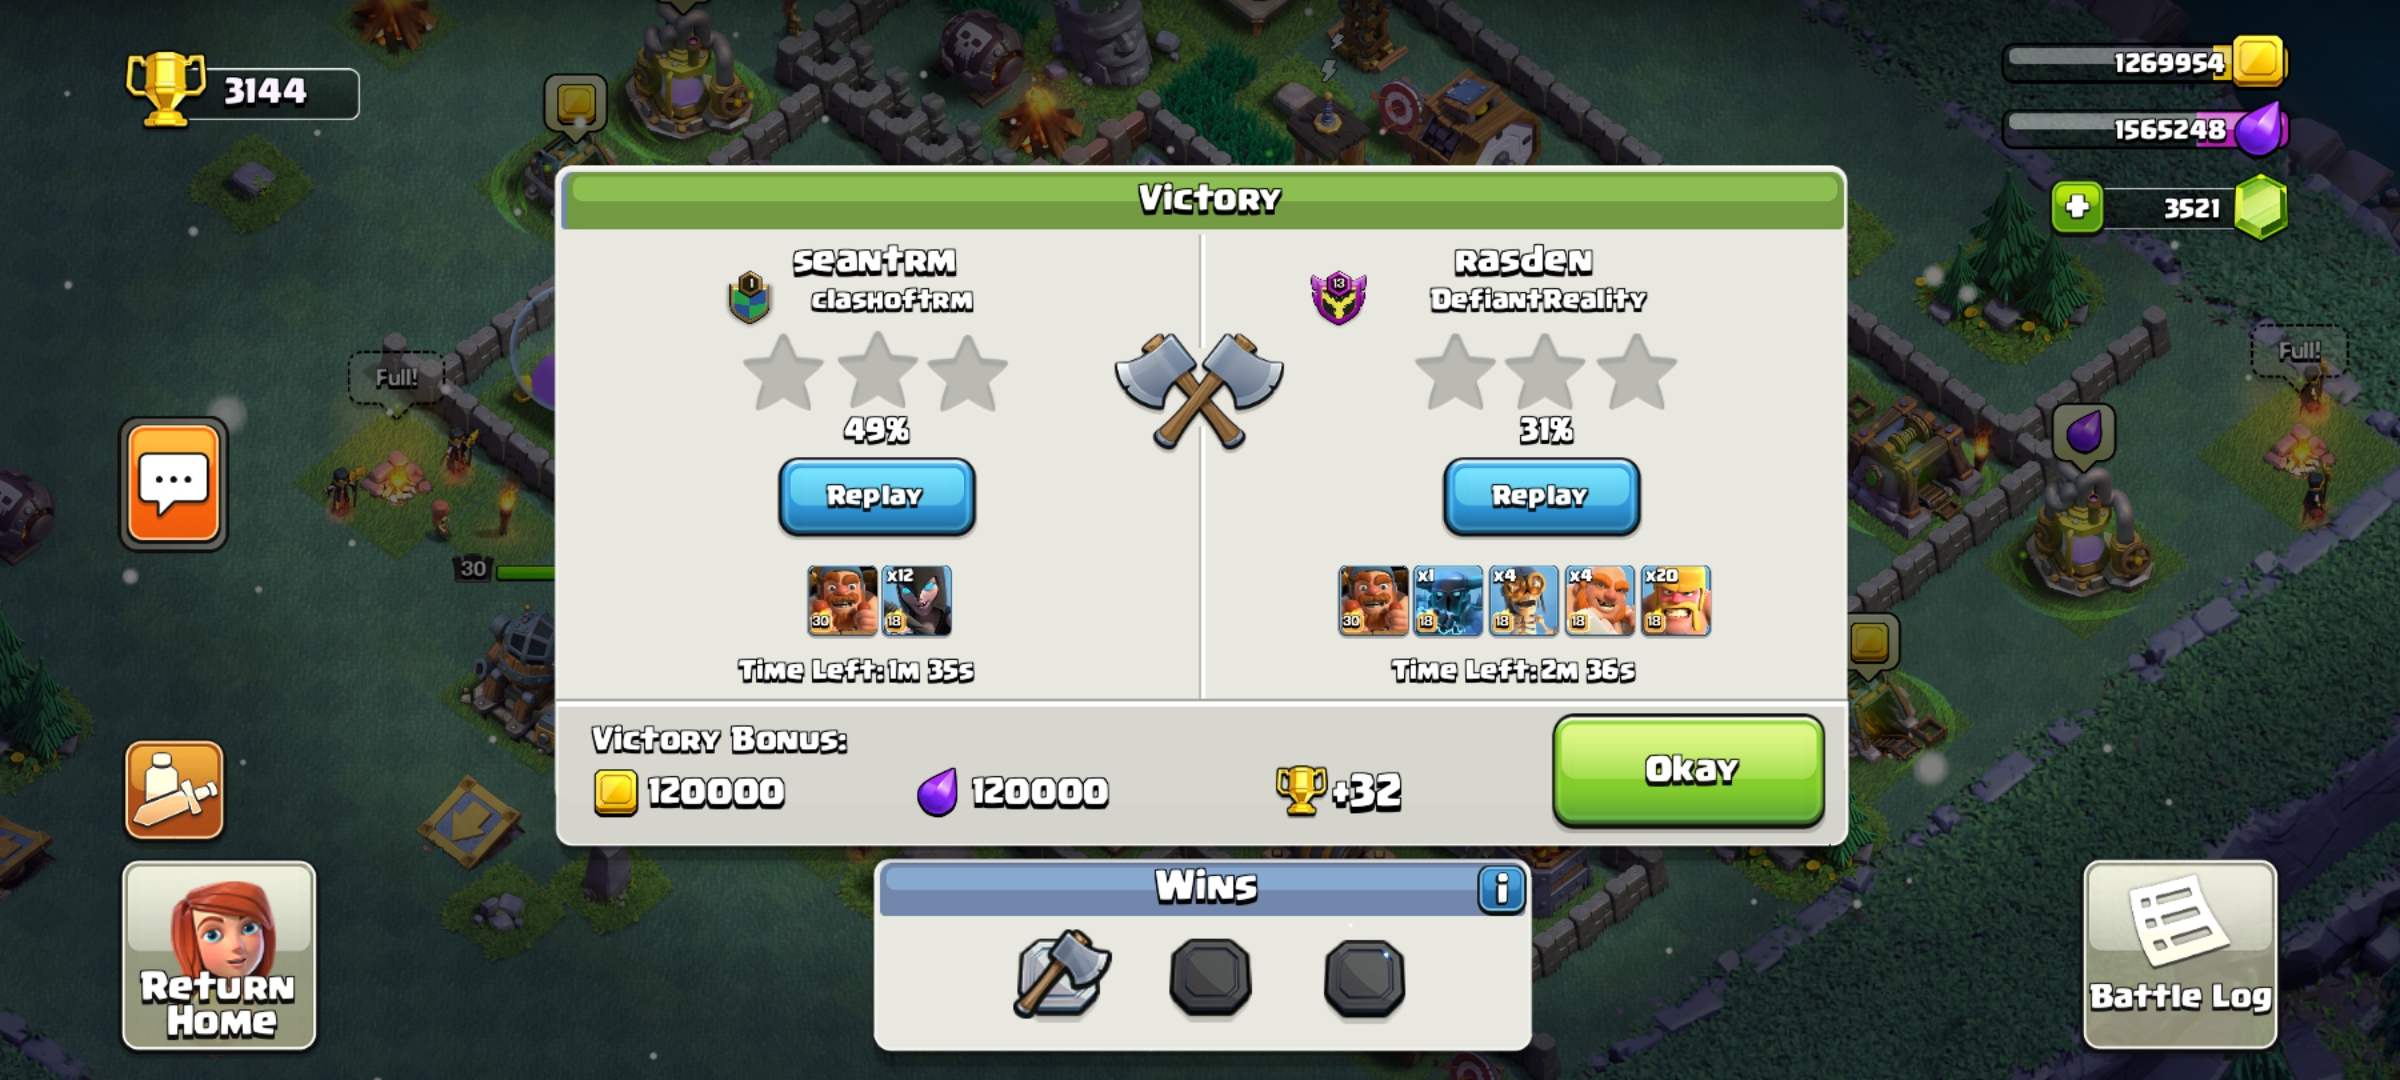 3144
1269954
1565248
3521
Victory
seantrm
clashoftrm
1
49%
Replay
x12
30
18
Time Left:1m 35s
Rasden
DefiantReality
13
31%
Replay
x1
x4
x4
x20
30
18
18
18
18
Time Left:2m 36s
Full!
Full!
30
Victory Bonus:
120000
120000
+32
Okay
Wins
i
Return
Home
Battle Log